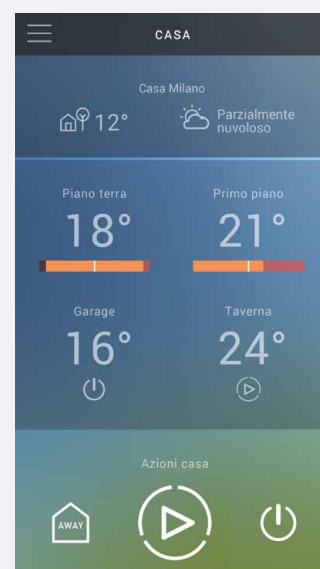 CASA
Casa Milano
12°
Parzialmente
nuvoloso
Piano terra
Primo piano
18°
21°
Garage
Taverna
16°
24°
Azioni casa
AWAY